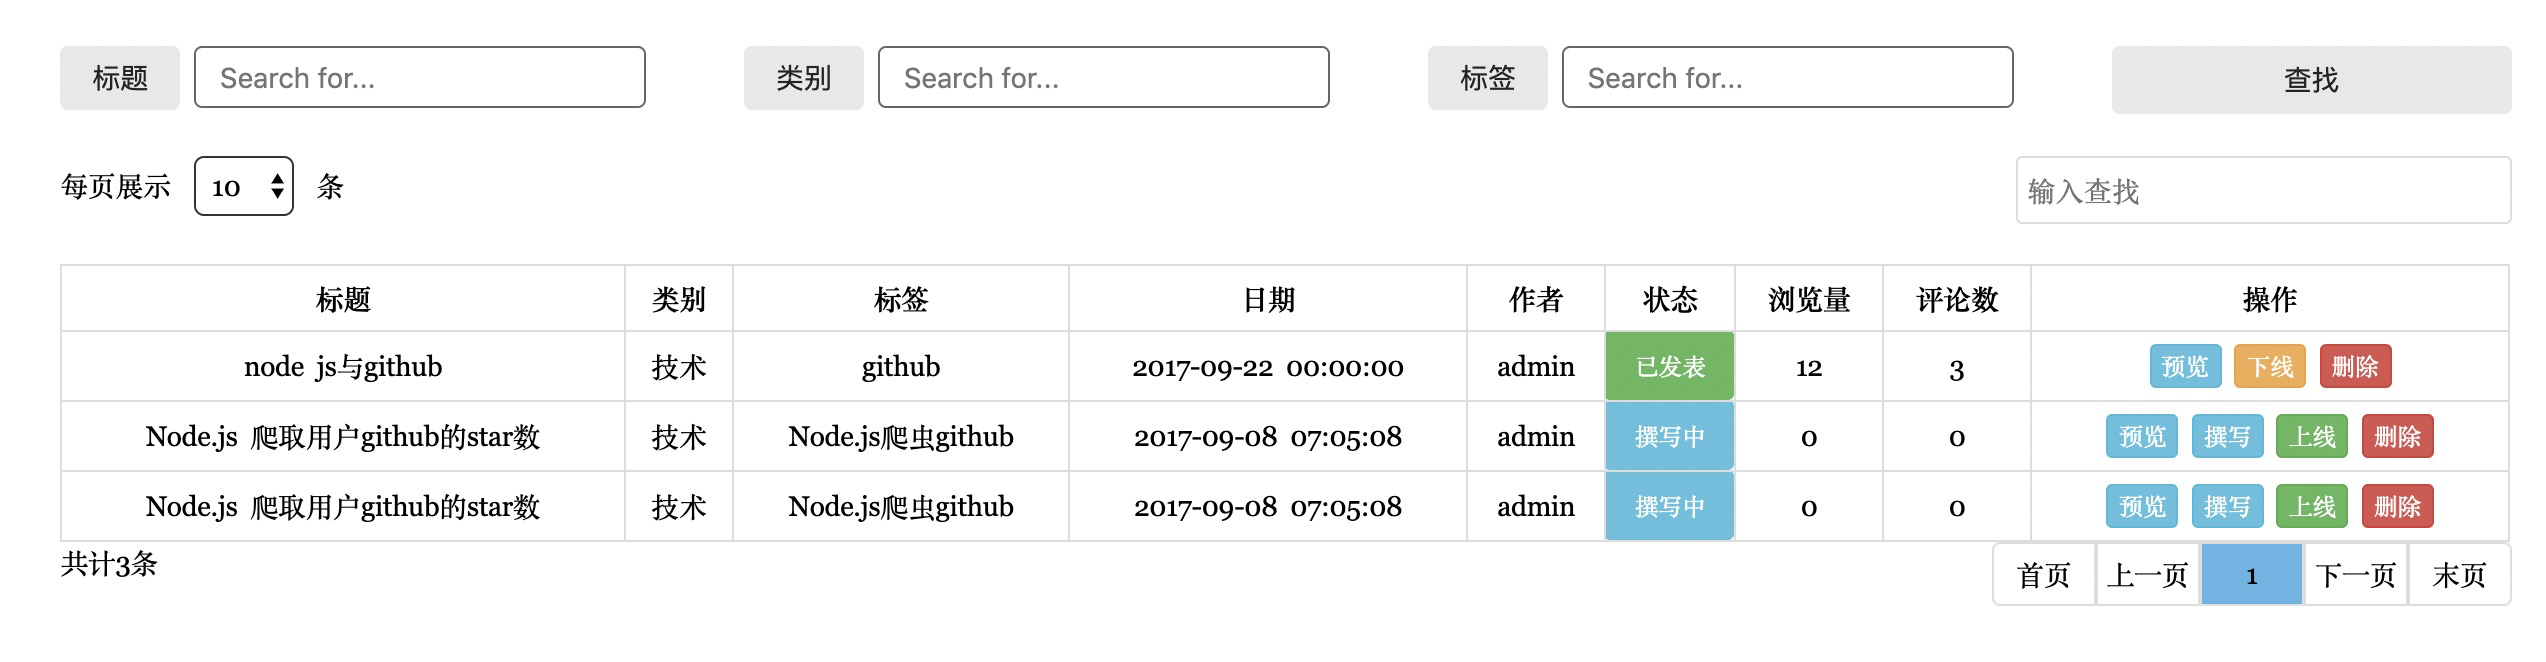 标题 Search for... 类别 Search for... 标签 Search for... 查找
每页展示 10 条 输入查找
标题 类别 标签 日期 作者 状态 浏览量 评论数 操作
node js与github 技术 github 2017-09-22 00:00:00 admin 已发表 12 3 预览 下线 删除
Node.js 爬取用户github的star数 技术 Node.js爬虫github 2017-09-08 07:05:08 admin 撰写中 0 0 预览 撰写 上线 删除
Node.js 爬取用户github的star数 技术 Node.js爬虫github 2017-09-08 07:05:08 admin 撰写中 0 0 预览 撰写 上线 删除
共计3条 首页 上一页 1 下一页 末页